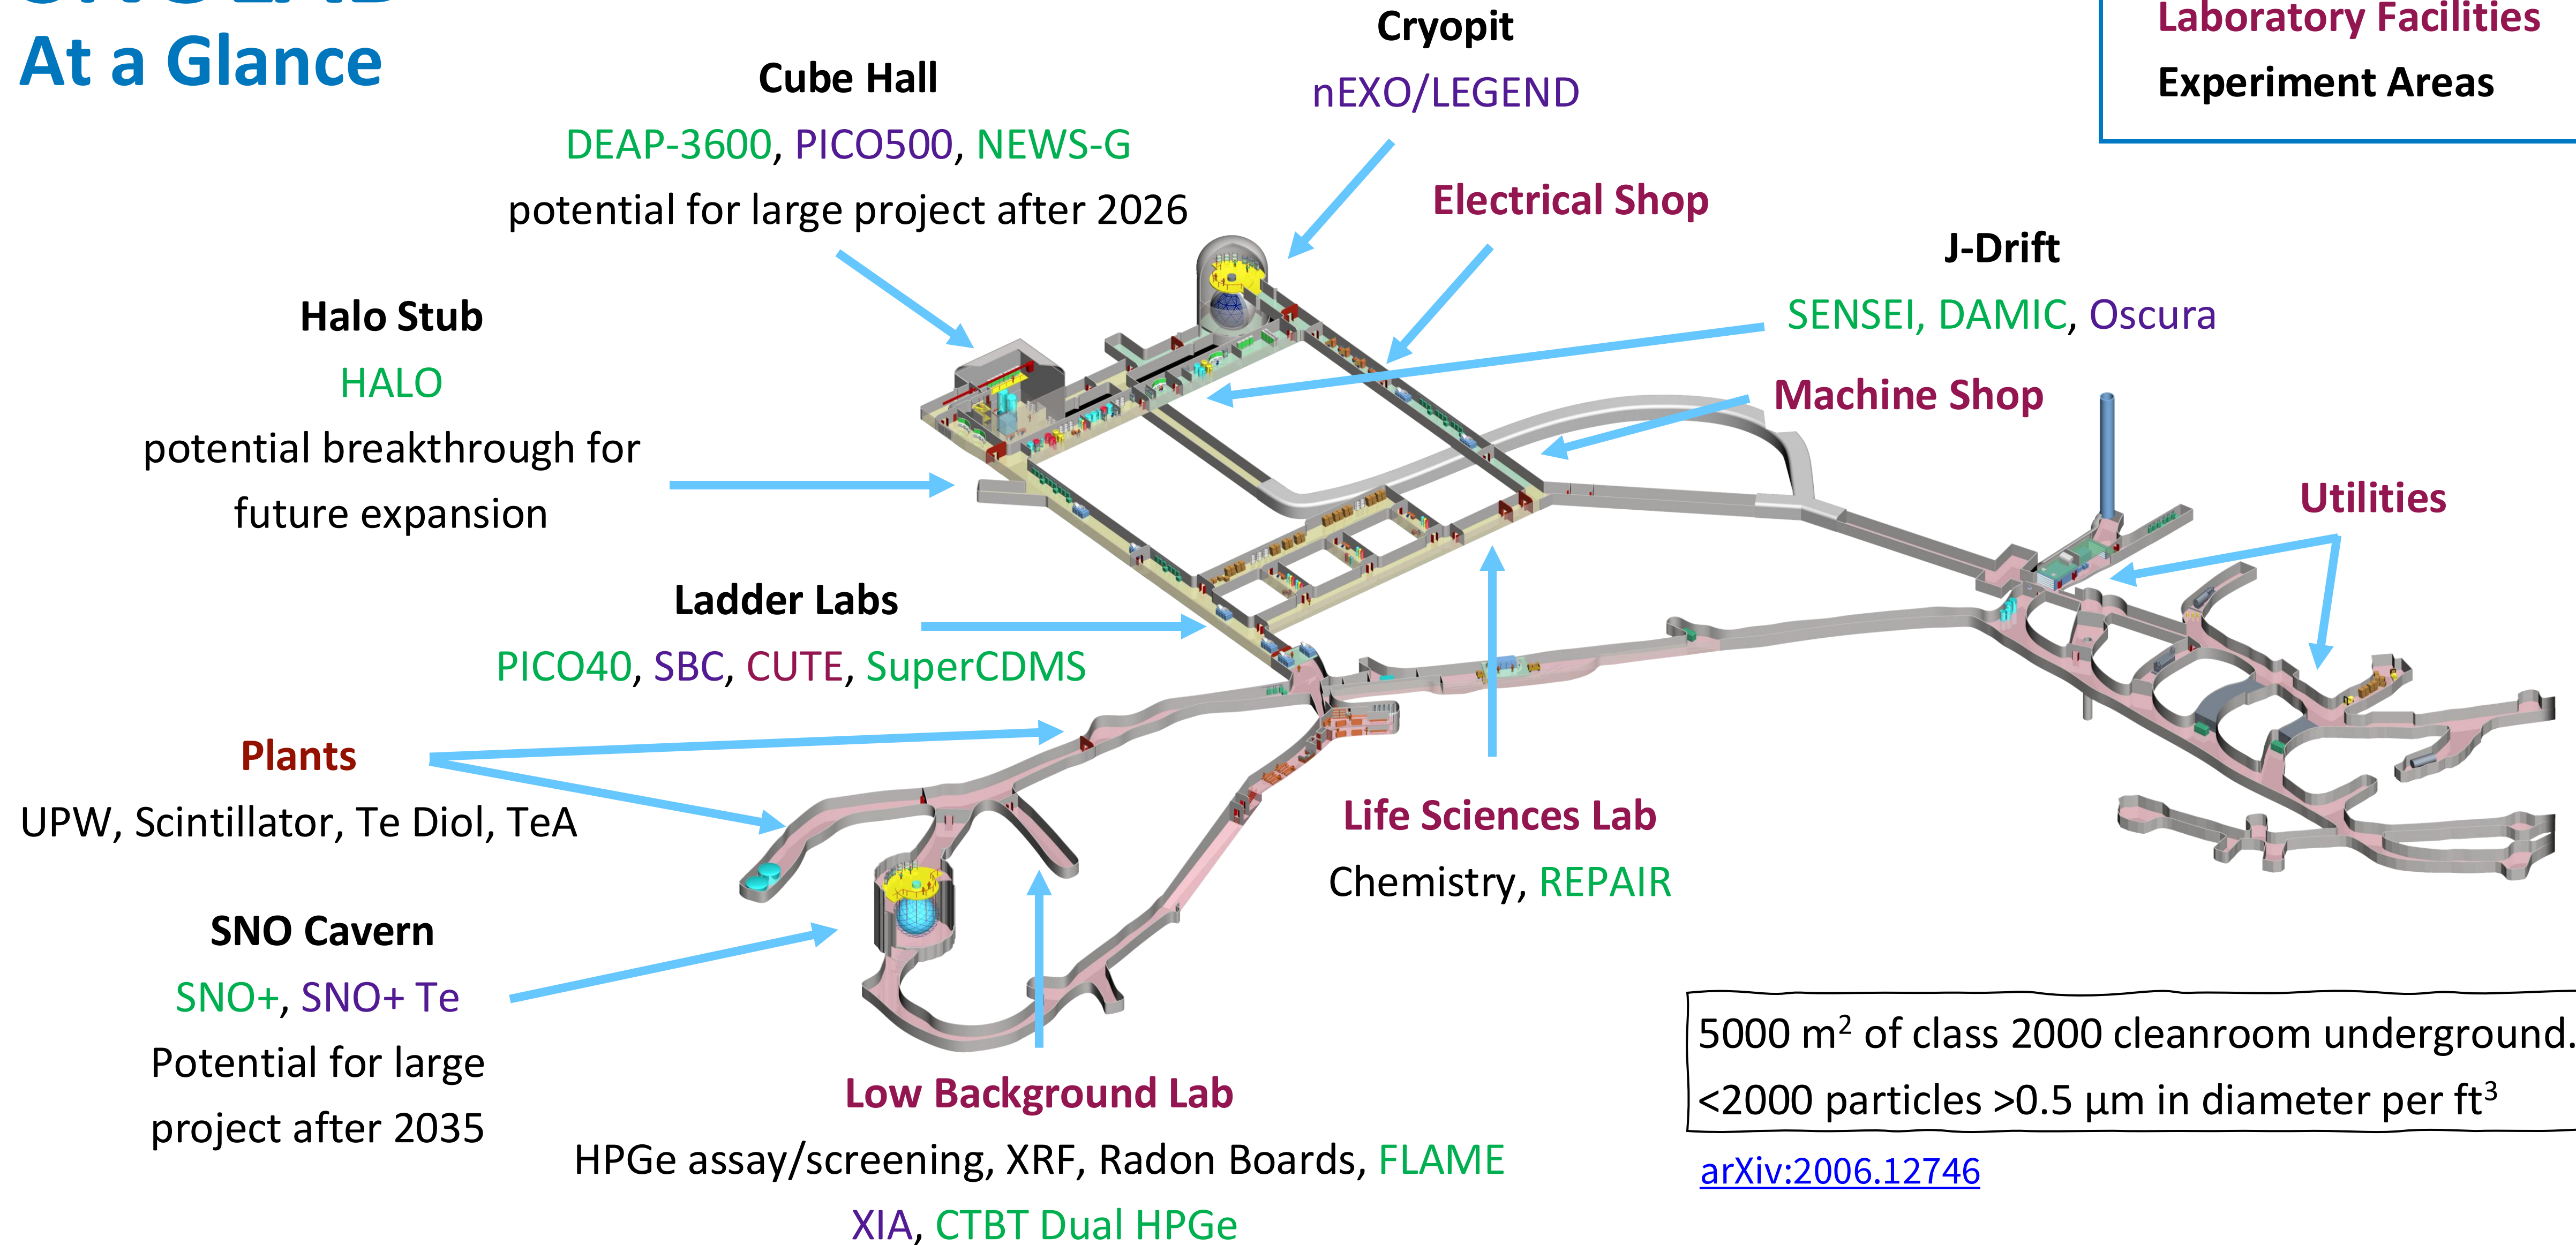 At a Glance
Laboratory Facilities
Experiment Areas
Cryopit
nEXO/LEGEND
Cube Hall
DEAP-3600, PICO500, NEWS-G
potential for large project after 2026
Electrical Shop
J-Drift
SENSEI, DAMIC, Oscura
Halo Stub
HALO
potential breakthrough for
future expansion
Machine Shop
Utilities
Ladder Labs
PICO40, SBC, CUTE, SuperCDMS
Plants
UPW, Scintillator, Te Diol, TeA
Life Sciences Lab
Chemistry, REPAIR
SNO Cavern
SNO+, SNO+ Te
Potential for large
project after 2035
Low Background Lab
HPGe assay/screening, XRF, Radon Boards, FLAME
XIA, CTBT Dual HPGe
5000 m² of class 2000 cleanroom underground.
<2000 particles >0.5 μm in diameter per ft³
arXiv:2006.12746